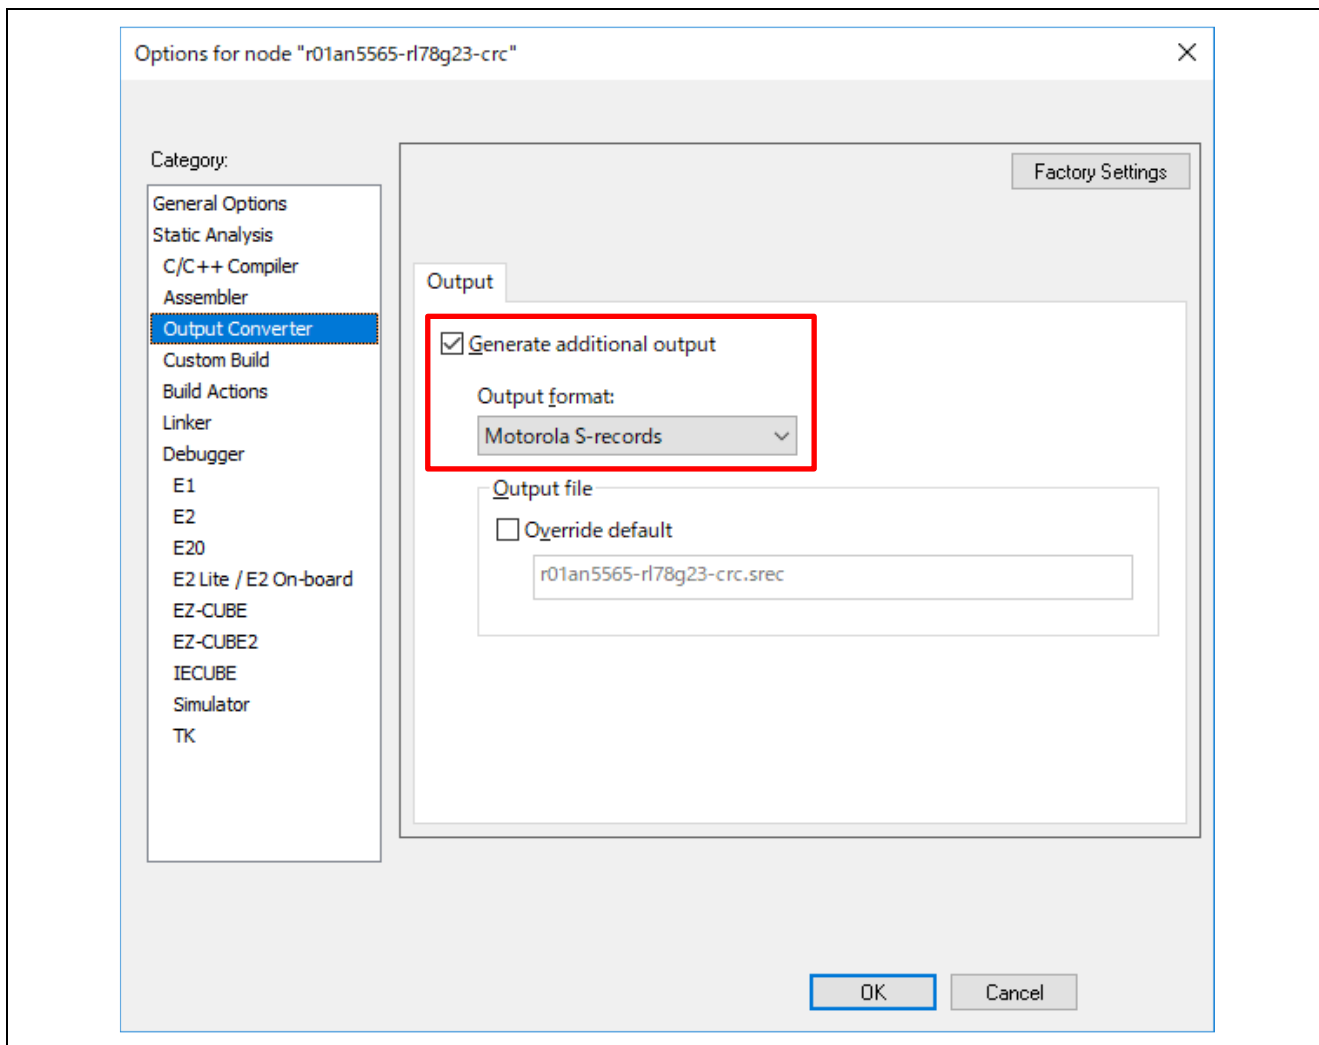 Options for node "r01an5565-rl78g23-crc"
Category:
General Options
Static Analysis
C/C++ Compiler
Assembler
Output Converter
Custom Build
Build Actions
Linker
Debugger
E1
E2
E20
E2 Lite / E2 On-board
EZ-CUBE
EZ-CUBE2
IECUBE
Simulator
TK
Factory Settings
Output
Generate additional output
Output format:
Motorola S-records
Output file
Override default
r01an5565-rl78g23-crc.srec
OK
Cancel